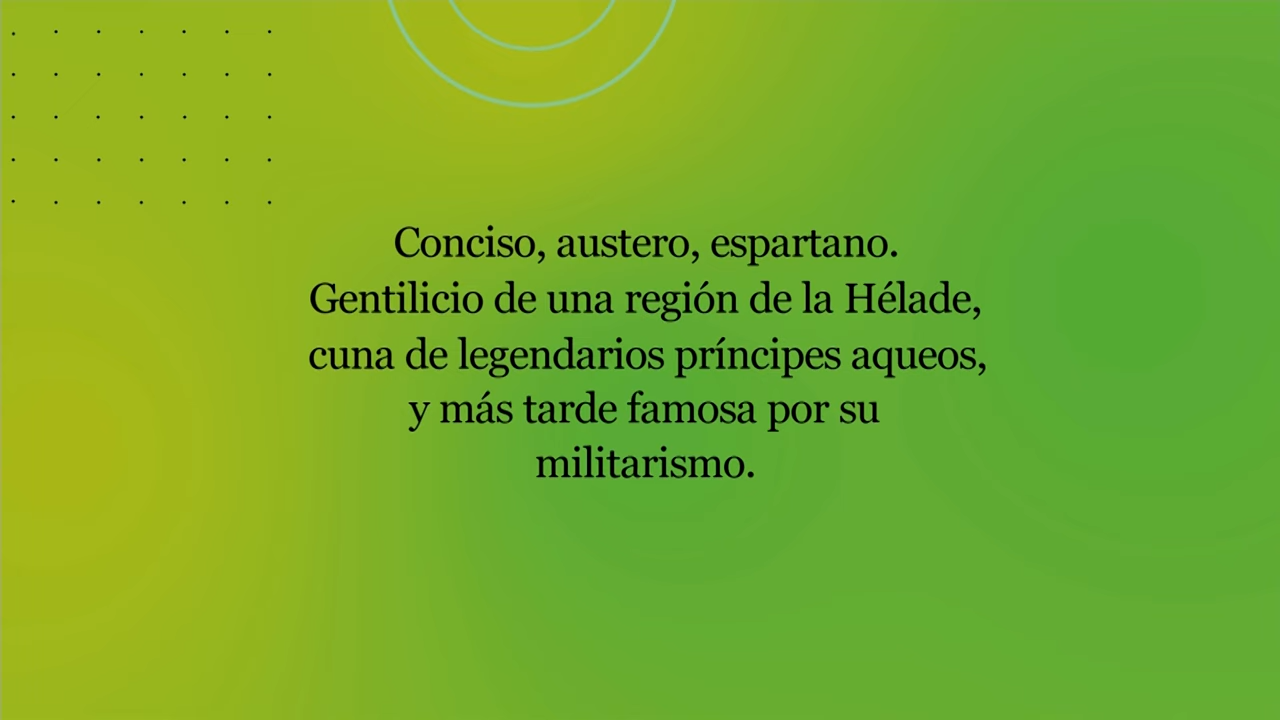 Conciso, austero, espartano.
Gentilicio de una región de la Hélade,
cuna de legendarios príncipes aqueos,
y más tarde famosa por su
militarismo.